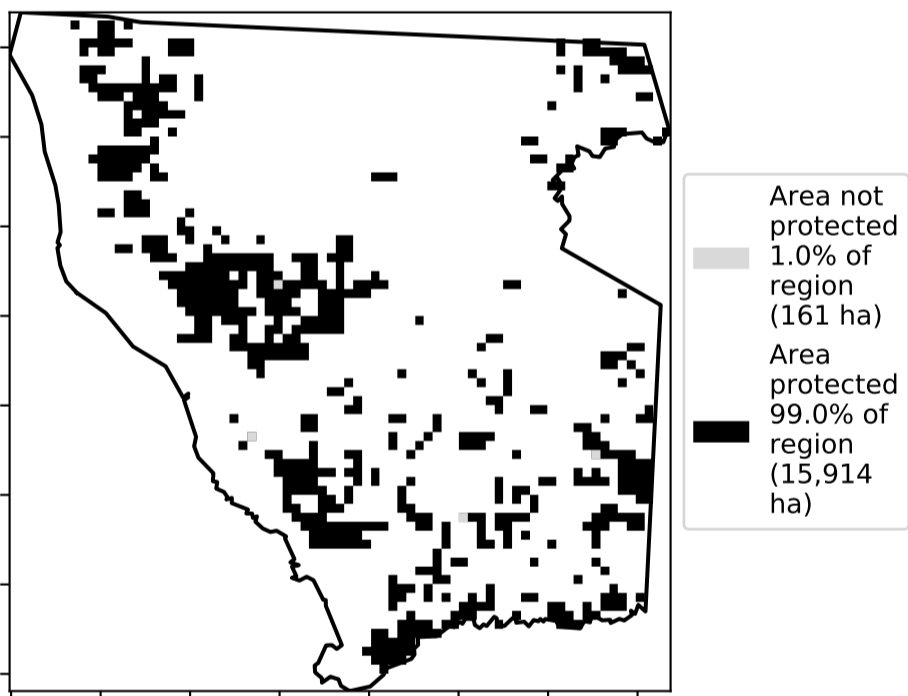 Area not
protected
1.0% of
region
(161 ha)
Area
protected
99.0% of
region
(15,914
ha)